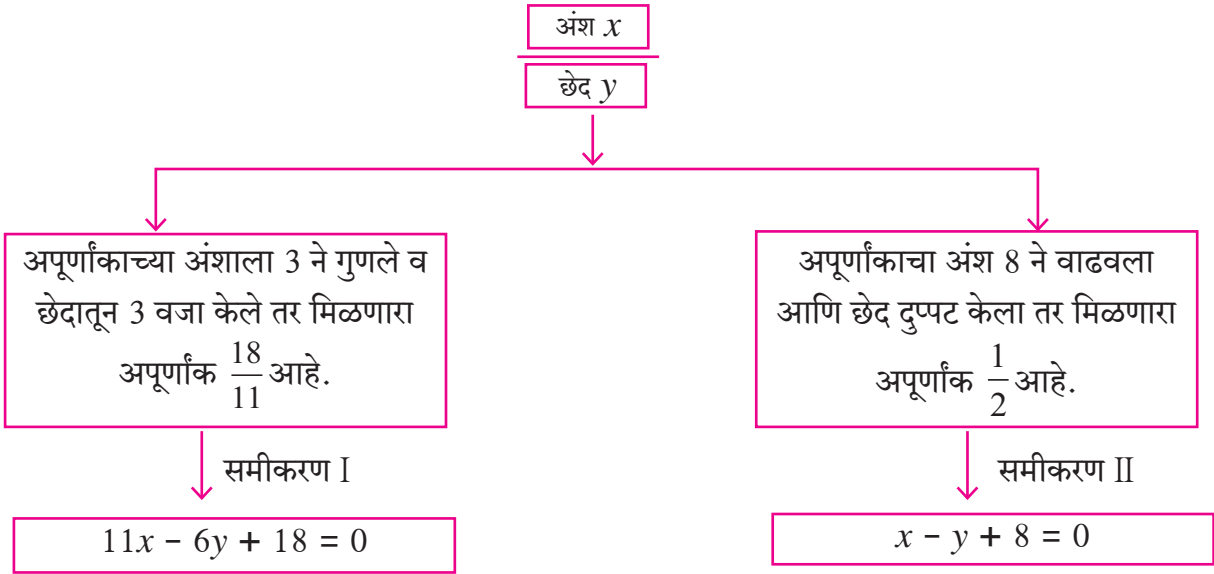 अंश x
छेद y
अपूर्णांकाच्या अंशाला 3 ने गुणले व
छेदातून 3 वजा केले तर मिळणारा
अपूर्णांक 18/11 आहे.
समीकरण I
11x − 6y + 18 = 0
अपूर्णांकाचा अंश 8 ने वाढवला
आणि छेद दुप्पट केला तर मिळणारा
अपूर्णांक 1/2 आहे.
समीकरण II
x − y + 8 = 0